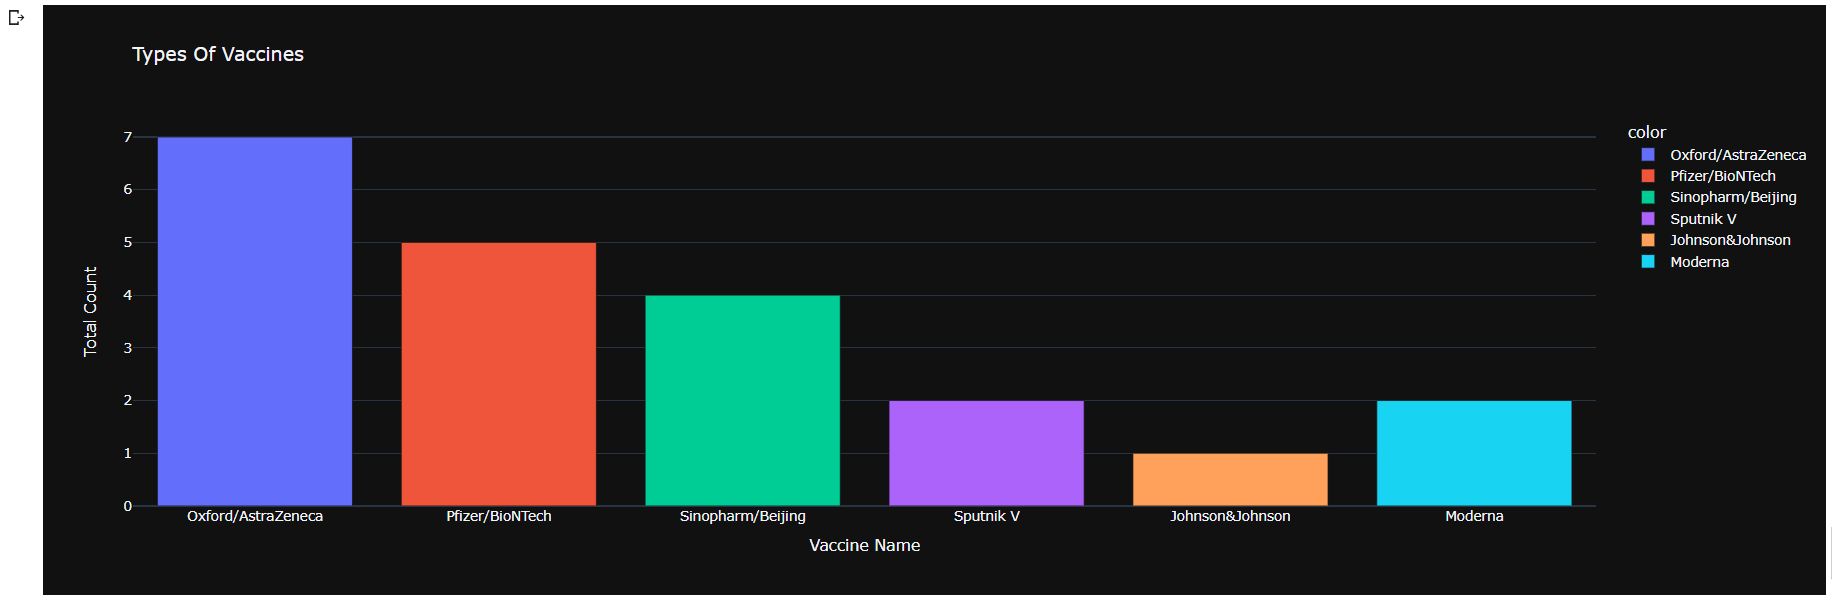 Types Of Vaccines
7
6
5
4
3
2
1
0
Total Count
Oxford/AstraZeneca
Pfizer/BioNTech
Sinopharm/Beijing
Sputnik V
Johnson&Johnson
Moderna
Vaccine Name
color
Oxford/AstraZeneca
Pfizer/BioNTech
Sinopharm/Beijing
Sputnik V
Johnson&Johnson
Moderna